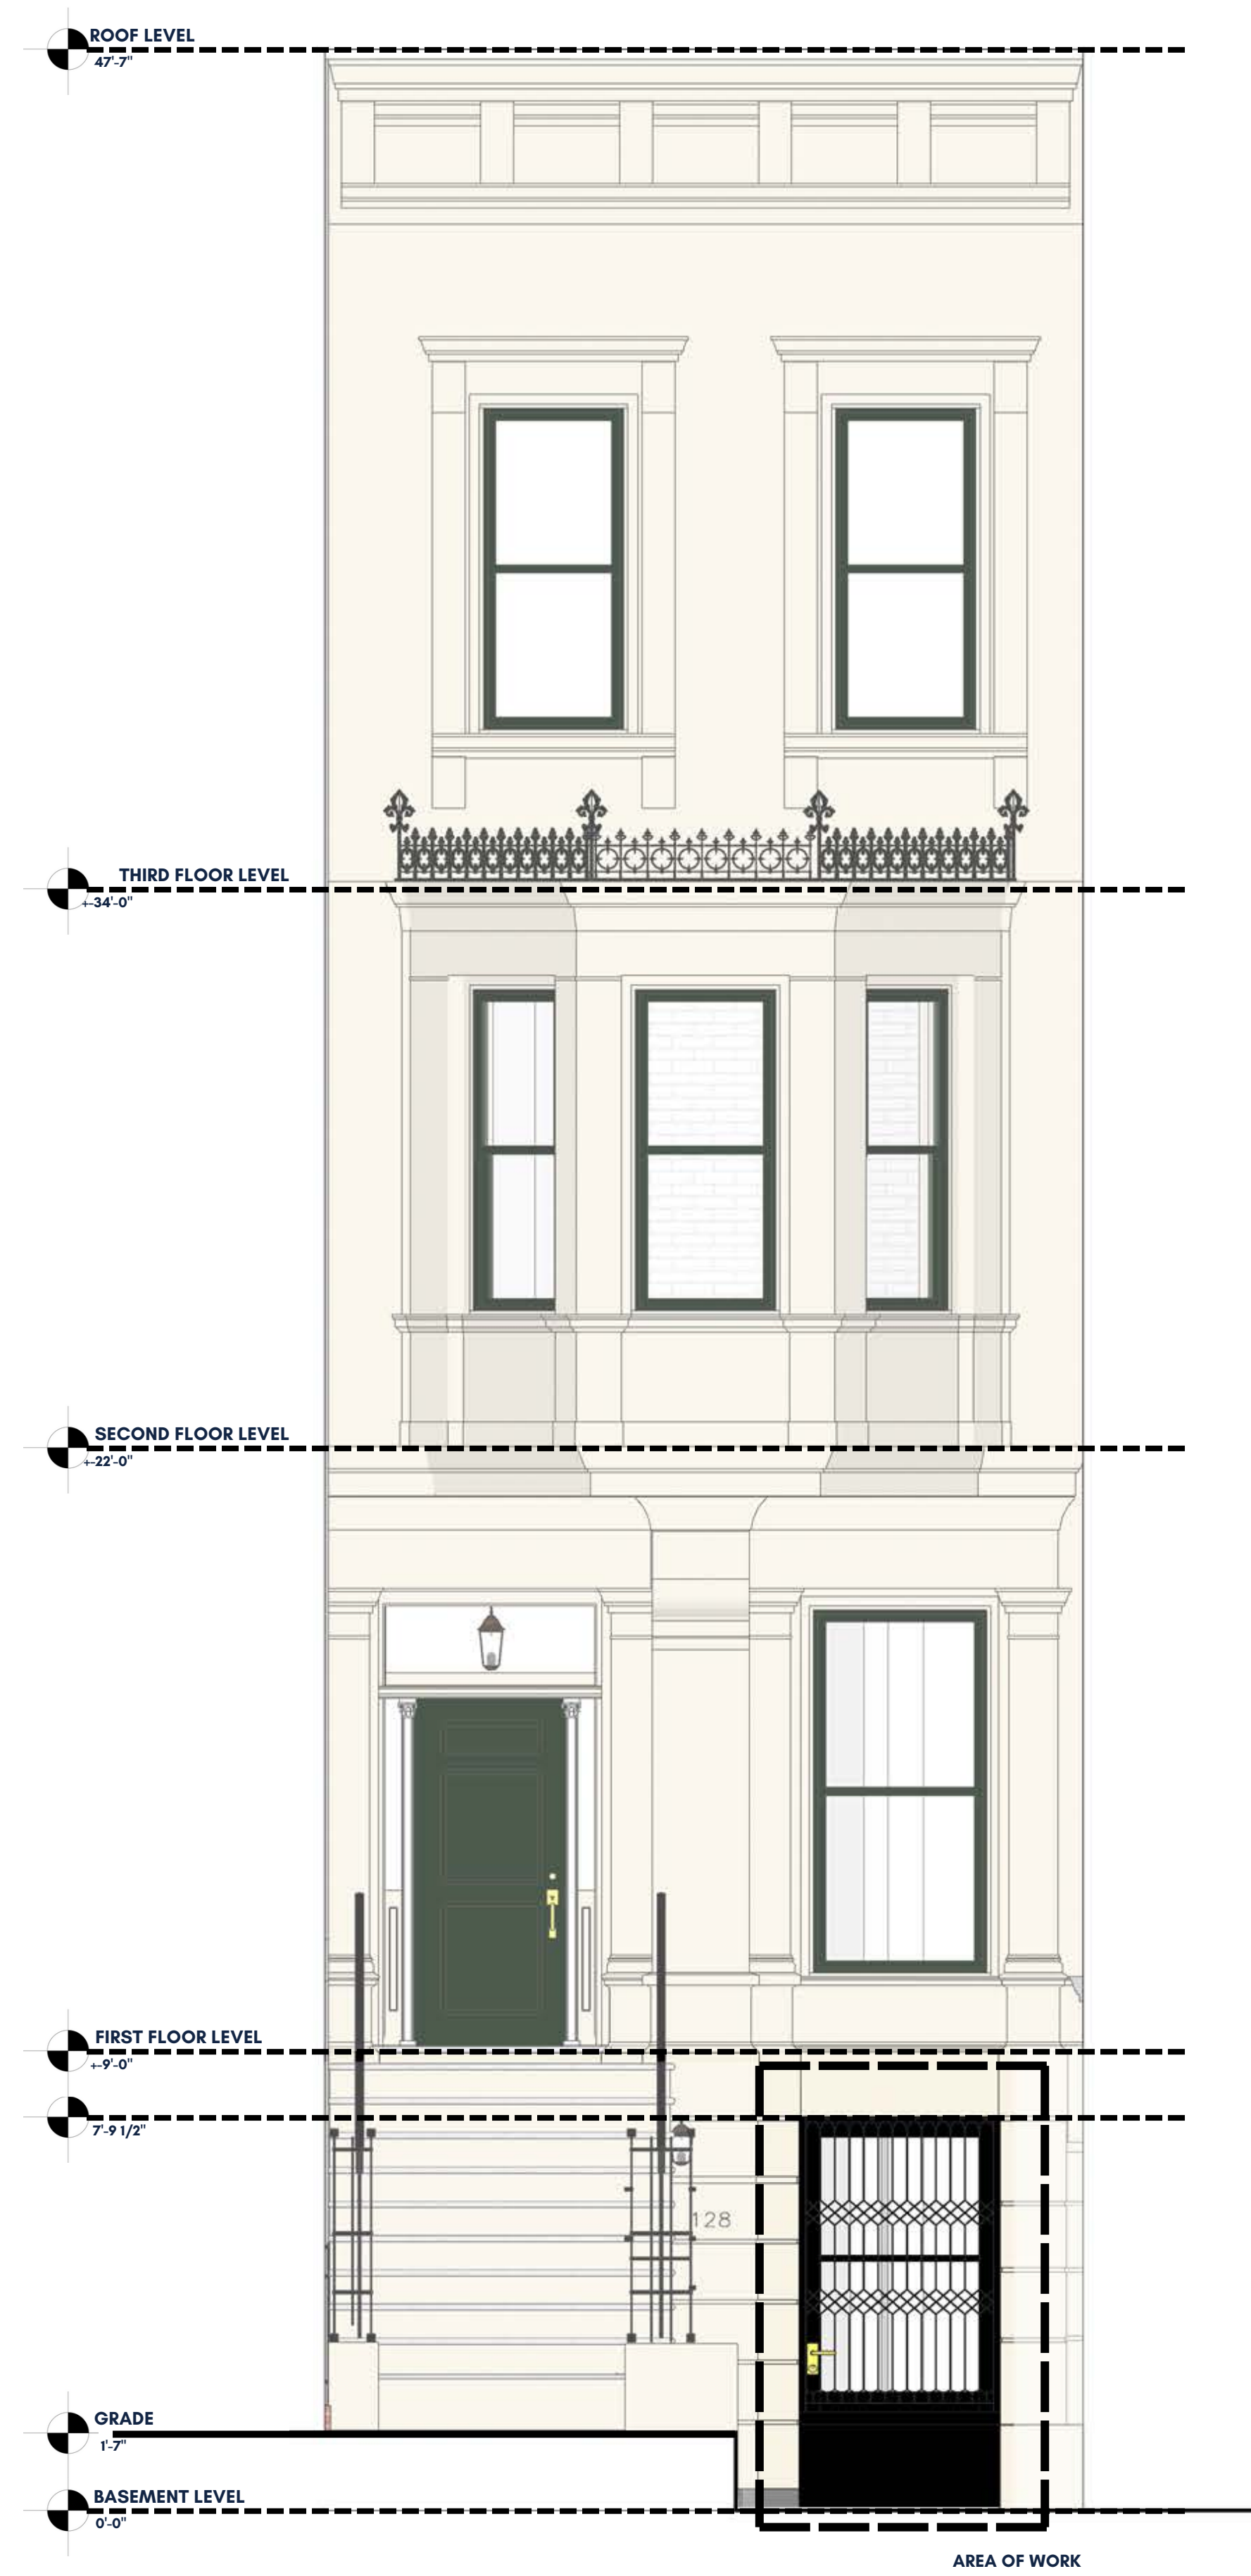 ROOF LEVEL
47'-7"
THIRD FLOOR LEVEL
+-34'-0"
SECOND FLOOR LEVEL
+-22'-0"
FIRST FLOOR LEVEL
+-9'-0"
7'-9 1/2"
128
GRADE
1'-7"
BASEMENT LEVEL
0'-0"
AREA OF WORK